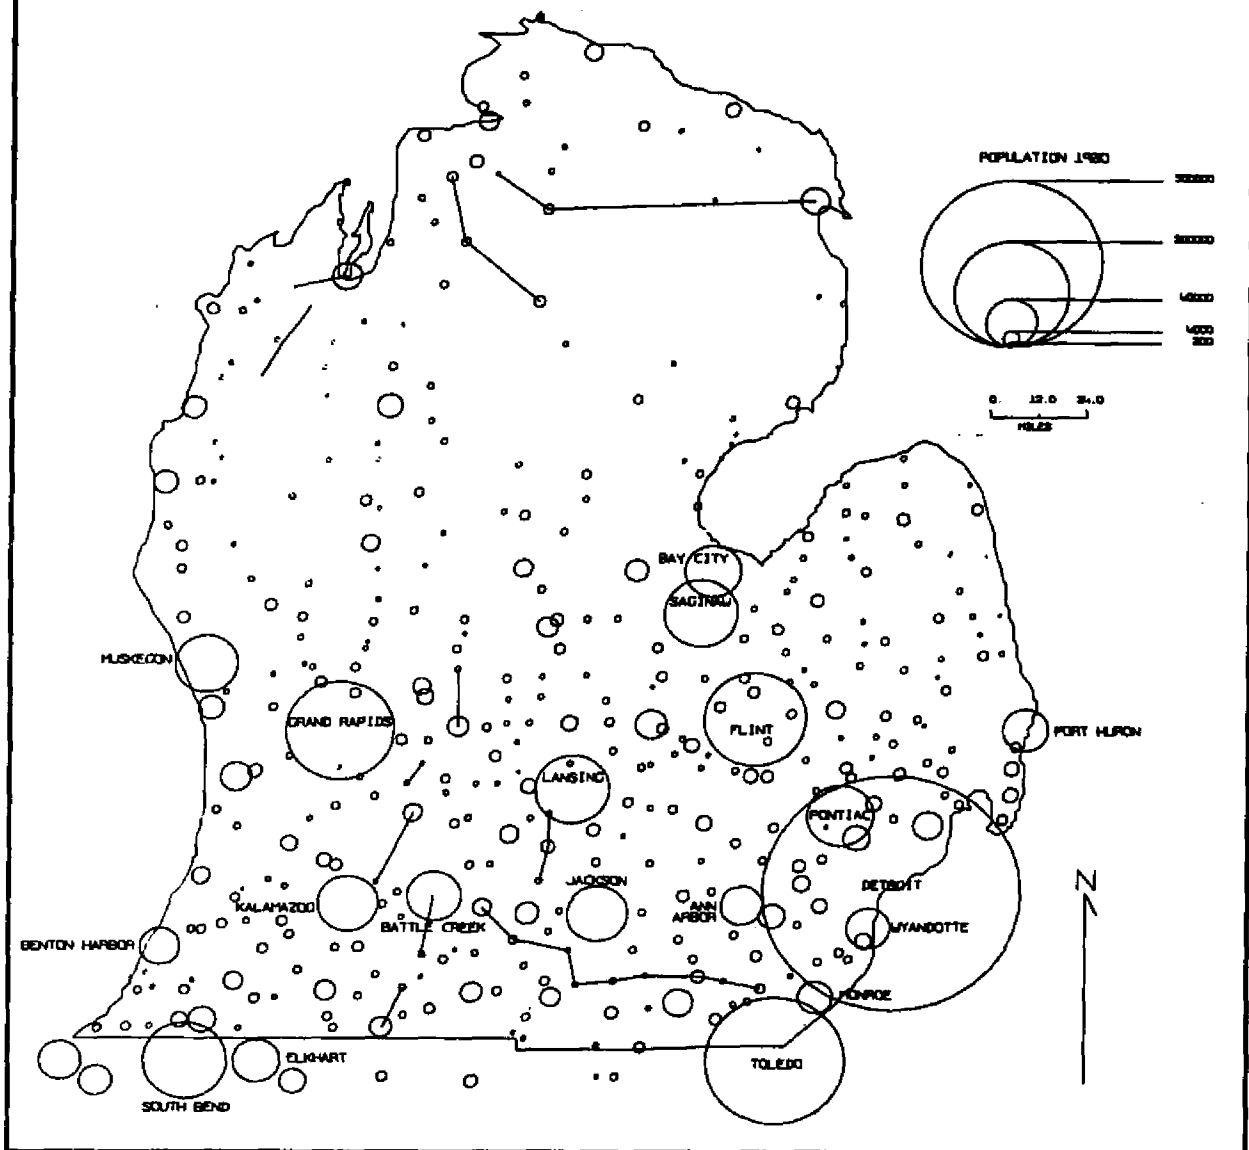 POPULATION 1900
0. 12.0 24.0
MILES
BAY CITY
SAGINAW
MUSKEGON
GRAND RAPIDS
FLINT
PORT HURON
LANSING
PONTIAC
JACKSON
DETROIT
KALAMAZOO
ANN
ARBOR
BATTLE CREEK
WYANDOTTE
BENTON HARBOR
MONROE
ELKHART
TOLEDO
SOUTH BEND
N